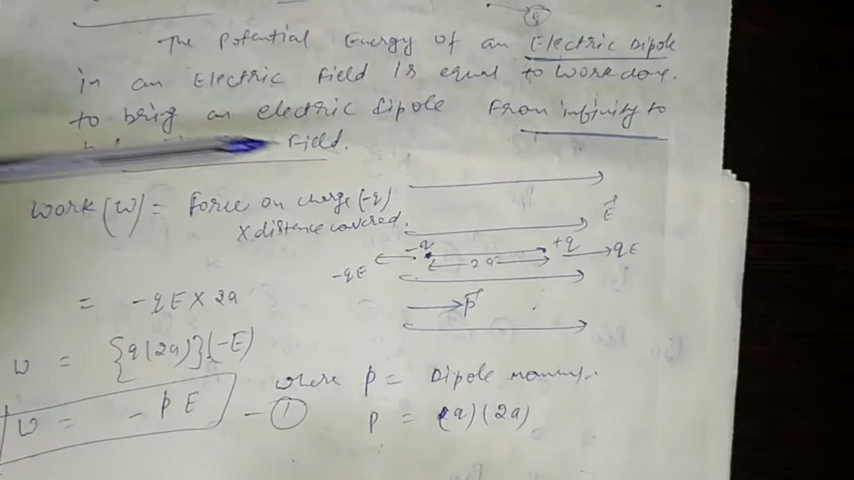 5
The Potential Energy of an Electric Dipole
in an Electric Field is equal to Work done.
to bring an electric dipole From infinity to
Field.
Work (W) = Force on charge (-q)
X distance covered.
= -qE X 2a
W = {q(2a)}(-E)
W = - P E - 1
E
-q +q
-qE 2a qE
P
where p = Dipole moment.
p = (q)(2a)